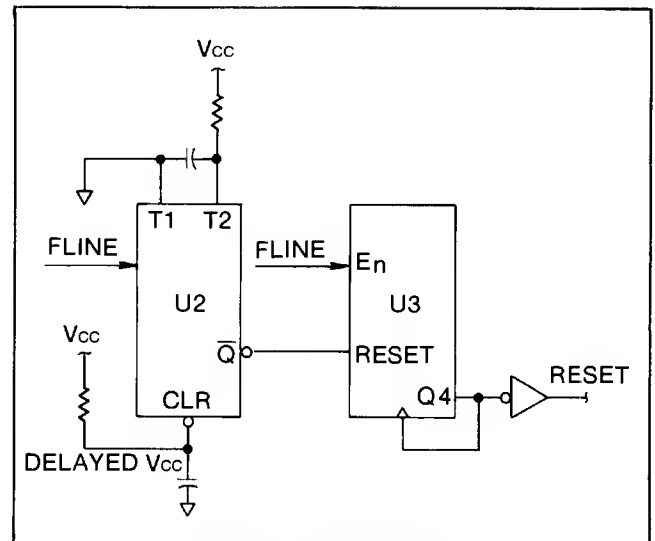 Vcc
T1 T2
FLINE
FLINE
En
U2
U3
Vcc
Q̅
RESET
CLR
Q4
RESET
DELAYED Vcc